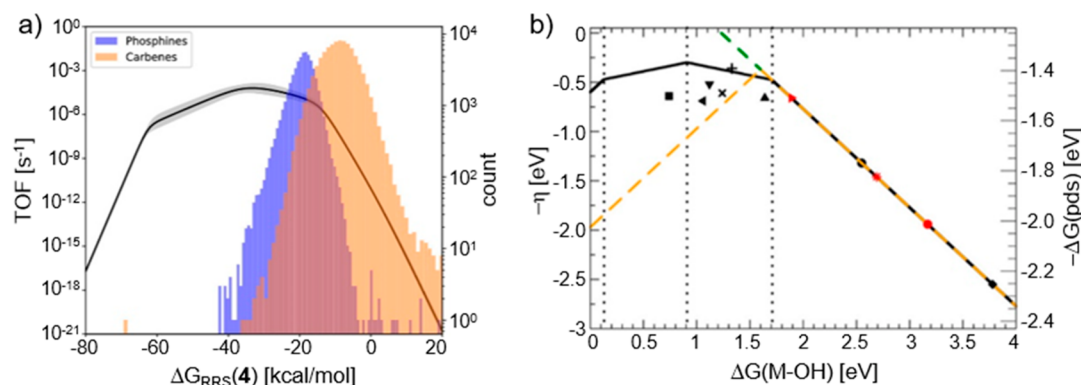 a)
Phosphines
Carbenes
TOF [s⁻¹]
10⁰
10⁻³
10⁻⁶
10⁻⁹
10⁻¹²
10⁻¹⁵
10⁻¹⁸
10⁻²¹
-80 -60 -40 -20 0 20
ΔG_RRS(4) [kcal/mol]
10⁴
10³
10²
10¹
10⁰
count
b)
−η [eV]
0
-0.5
-1.0
-1.5
-2.0
-2.5
-3
0 0.5 1 1.5 2 2.5 3 3.5 4
ΔG(M-OH) [eV]
-1.4
-1.6
-1.8
-2.0
-2.2
-2.4
−ΔG(pds) [eV]